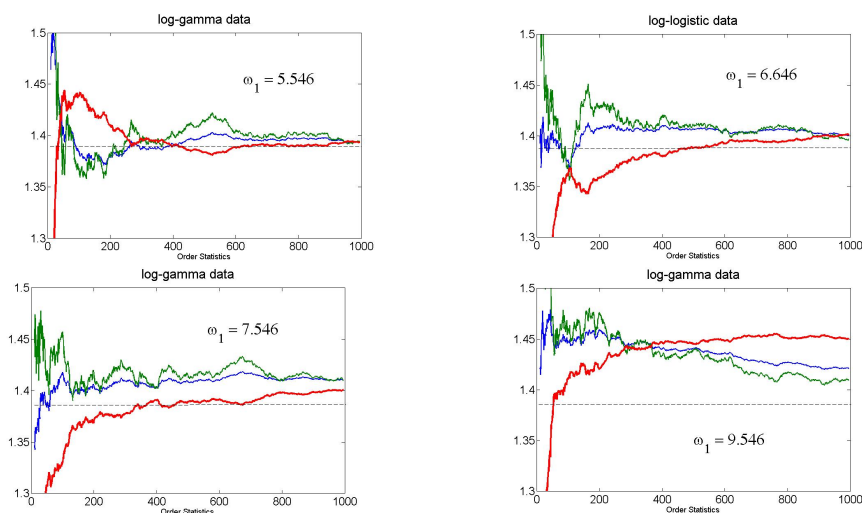 log-gamma data
1.5
1.45
1.4
1.35
1.3
ω1 = 5.546
0 200 400 600 800 1000
Order Statistics
log-logistic data
1.5
1.45
1.4
1.35
1.3
ω1 = 6.646
0 200 400 600 800 1000
Order Statistics
log-gamma data
1.5
1.45
1.4
1.35
1.3
ω1 = 7.546
0 200 400 600 800 1000
Order Statistics
log-gamma data
1.5
1.45
1.4
1.35
1.3
ω1 = 9.546
0 200 400 600 800 1000
Order Statistics